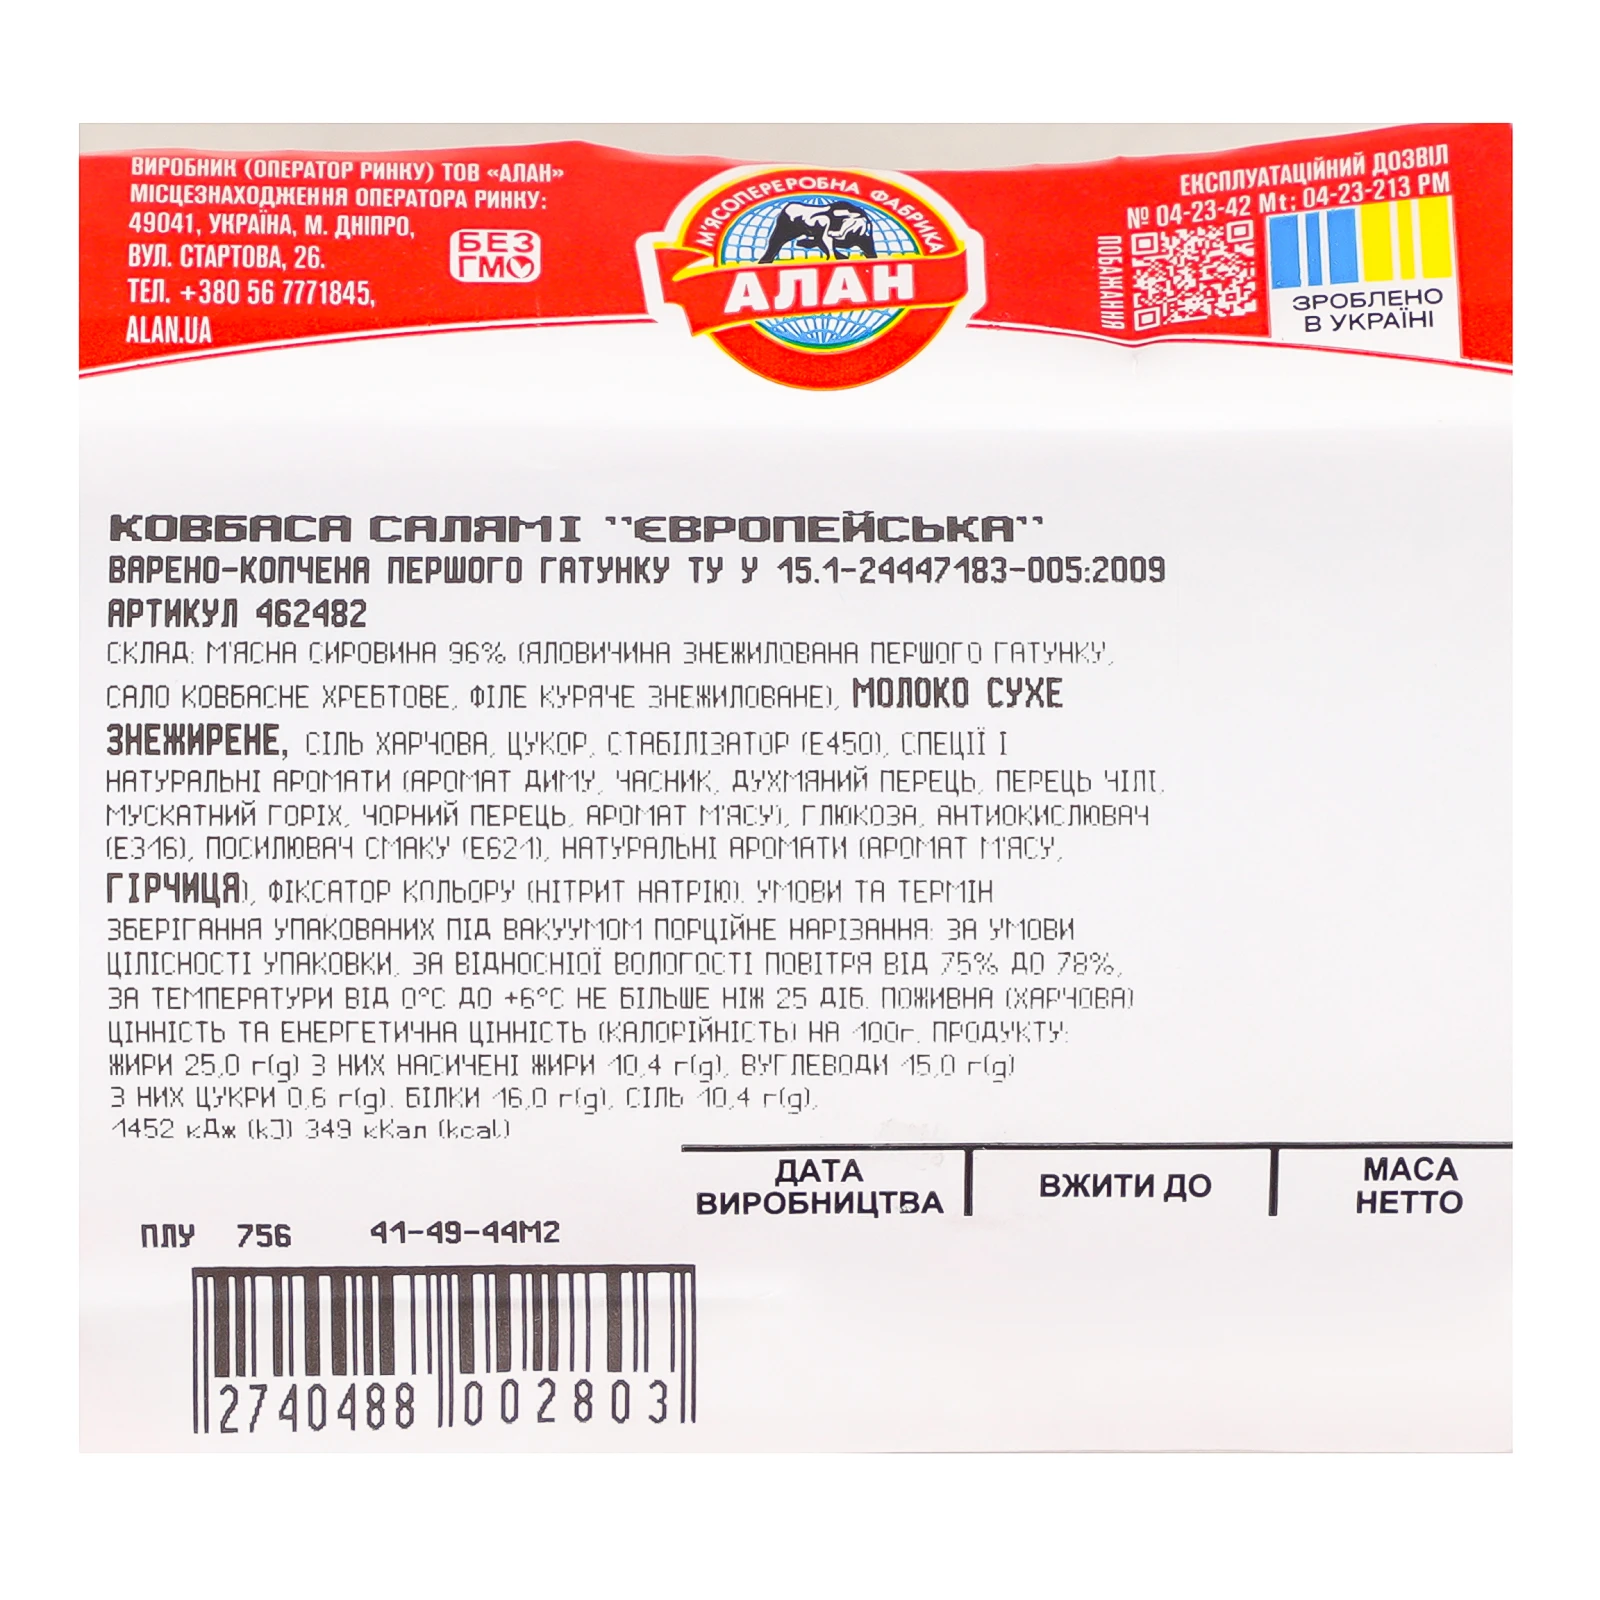 ВИРОБНИК (ОПЕРАТОР РИНКУ) ТОВ «АЛАН»
МІСЦЕЗНАХОДЖЕННЯ ОПЕРАТОРА РИНКУ:
49041, УКРАЇНА, М. ДНІПРО,
ВУЛ. СТАРТОВА, 26.
ТЕЛ. +380 56 7771845,
ALAN.UA
БЕЗ
ГМО
М'ЯСОПЕРЕРОБНА ФАБРИКА
АЛАН
ЕКСПЛУАТАЦІЙНИЙ ДОЗВІЛ
№ 04-23-42 Mt; 04-23-213 PM
ПОБАЖАННЯ
ЗРОБЛЕНО
В УКРАЇНІ
КОВБАСА САЛЯМІ "ЄВРОПЕЙСЬКА"
ВАРЕНО-КОПЧЕНА ПЕРШОГО ГАТУНКУ ТУ У 15.1-24447183-005:2009
АРТИКУЛ 462482
СКЛАД: М'ЯСНА СИРОВИНА 96% (ЯЛОВИЧИНА ЗНЕЖИЛОВАНА ПЕРШОГО ГАТУНКУ,
САЛО КОВБАСНЕ ХРЕБТОВЕ, ФІЛЕ КУРЯЧЕ ЗНЕЖИЛОВАНЕ), МОЛОКО СУХЕ
ЗНЕЖИРЕНЕ, СІЛЬ ХАРЧОВА, ЦУКОР, СТАБІЛІЗАТОР (Е450), СПЕЦІЇ І
НАТУРАЛЬНІ АРОМАТИ (АРОМАТ ДИМУ, ЧАСНИК, ДУХМЯНИЙ ПЕРЕЦЬ, ПЕРЕЦЬ ЧІЛІ,
МУСКАТНИЙ ГОРІХ, ЧОРНИЙ ПЕРЕЦЬ, АРОМАТ М'ЯСУ), ГЛЮКОЗА, АНТИОКИСЛЮВАЧ
(Е316), ПОСИЛЮВАЧ СМАКУ (Е621), НАТУРАЛЬНІ АРОМАТИ (АРОМАТ М'ЯСУ,
ГІРЧИЦЯ), ФІКСАТОР КОЛЬОРУ (НІТРИТ НАТРІЮ). УМОВИ ТА ТЕРМІН
ЗБЕРІГАННЯ УПАКОВАНИХ ПІД ВАКУУМОМ ПОРЦІЙНЕ НАРІЗАННЯ: ЗА УМОВИ
ЦІЛІСНОСТІ УПАКОВКИ, ЗА ВІДНОСНІОЇ ВОЛОГОСТІ ПОВІТРЯ ВІД 75% ДО 78%,
ЗА ТЕМПЕРАТУРИ ВІД 0°С ДО +6°С НЕ БІЛЬШЕ НІЖ 25 ДІБ. ПОЖИВНА (ХАРЧОВА)
ЦІННІСТЬ ТА ЕНЕРГЕТИЧНА ЦІННІСТЬ (КАЛОРІЙНІСТЬ) НА 100г. ПРОДУКТУ:
ЖИРИ 25,0 г(g) З НИХ НАСИЧЕНІ ЖИРИ 10,4 г(g), ВУГЛЕВОДИ 15,0 г(g)
З НИХ ЦУКРИ 0,6 г(g). БІЛКИ 16,0 г(g), СІЛЬ 10,4 г(g),
1452 кДж (kJ) 349 кКал (kcal)
ДАТА
ВИРОБНИЦТВА
ВЖИТИ ДО
МАСА
НЕТТО
ПЛУ 756 41-49-44М2
2740488 002803